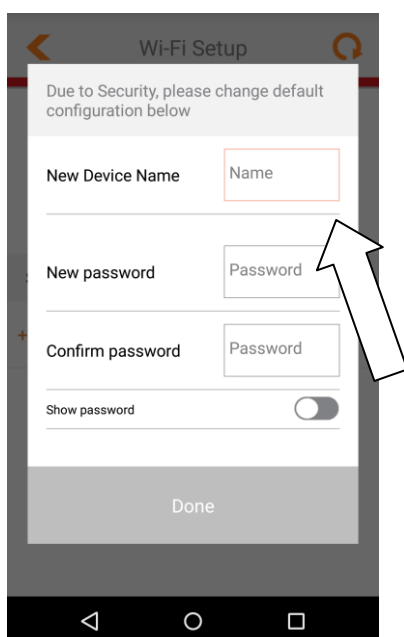 Wi-Fi Setup
Due to Security, please change default
configuration below
New Device Name Name
New password Password
Confirm password Password
Show password
Done